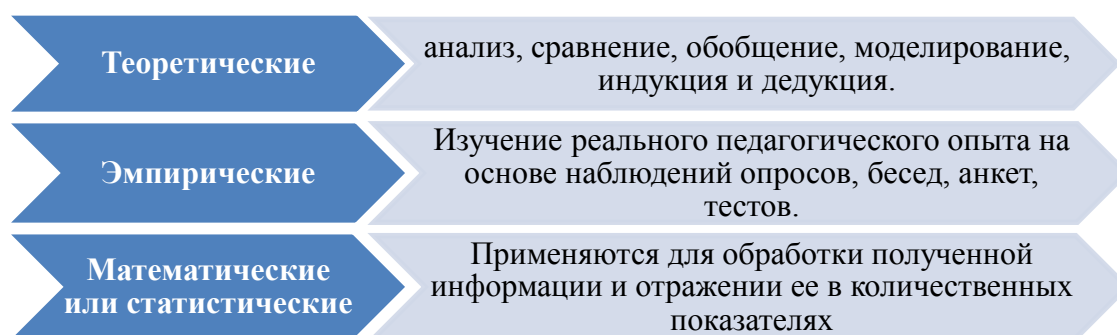 Теоретические
анализ, сравнение, обобщение, моделирование,
индукция и дедукция.
Эмпирические
Изучение реального педагогического опыта на
основе наблюдений опросов, бесед, анкет,
тестов.
Математические
или статистические
Применяются для обработки полученной
информации и отражении ее в количественных
показателях